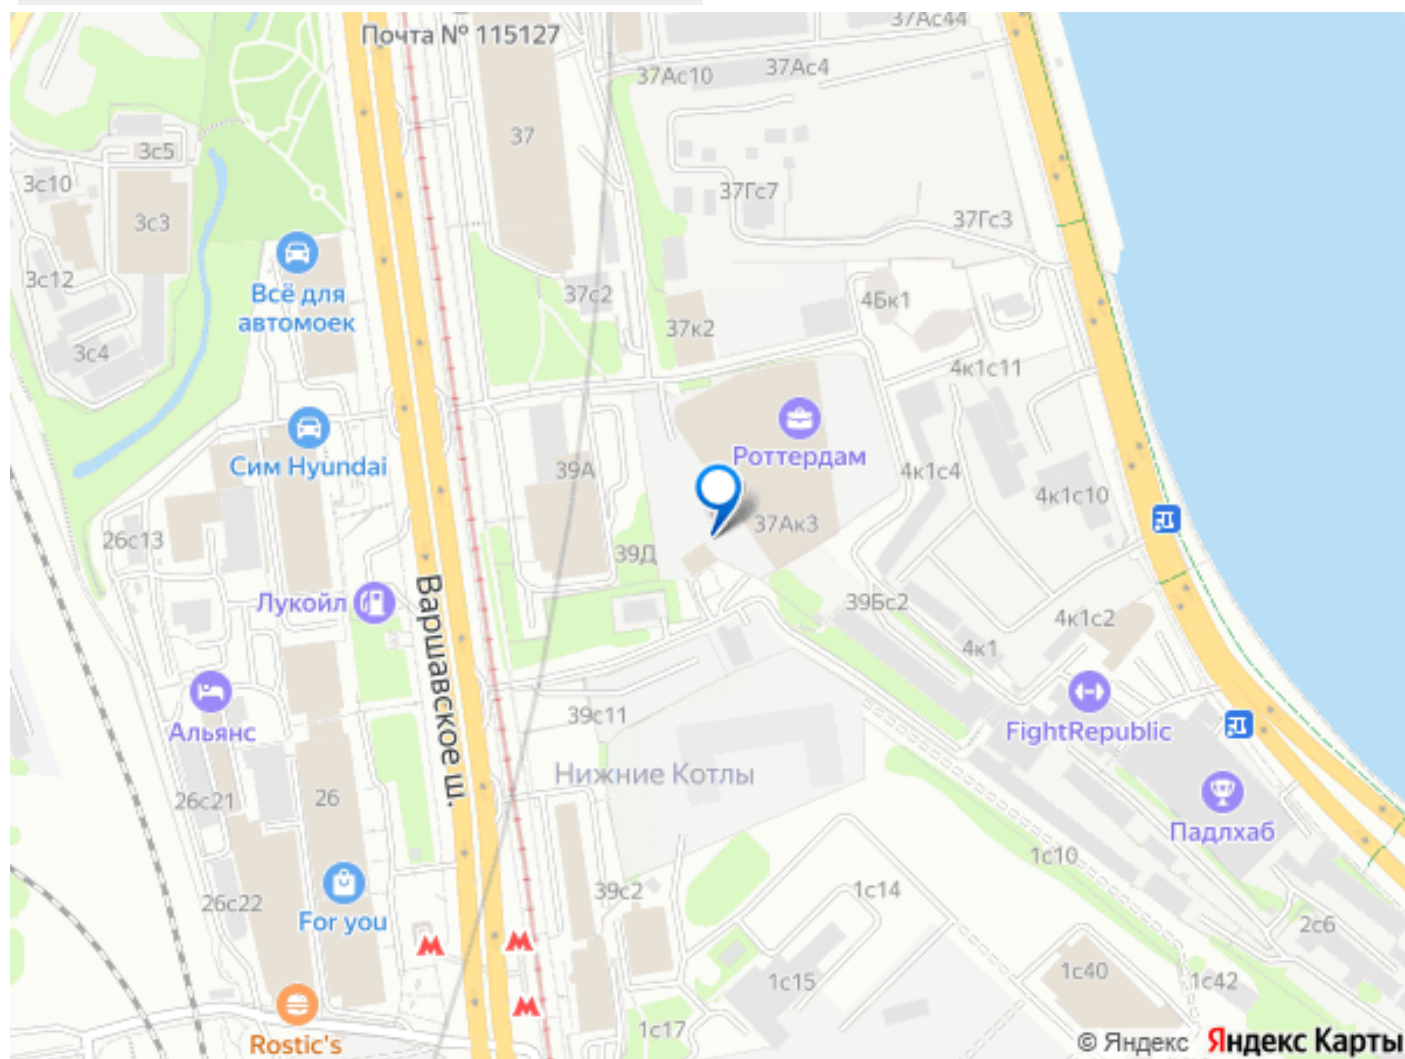 37Ас44
Почта № 115127
37Ас10
37Ас4
37
3с5
3с10
37Гс7
3с3
37Гс3
3с12
Всё для
автомоек
37с2
4Бк1
37к2
3с4
4к1с11
Роттердам
Сим Hyundai
39А
4к1с4
4к1с10
37Ак3
26с13
39Д
Лукойл
Варшавское ш.
39Бс2
4к1с2
4к1
Альянс
39с11
FightRepublic
Нижние Котлы
26с21
26
Падлхаб
1с10
39с2
1с14
26с22
For you
2с6
1с15
1с40
1с42
1с17
Rostic's
© Яндекс Яндекс Карты